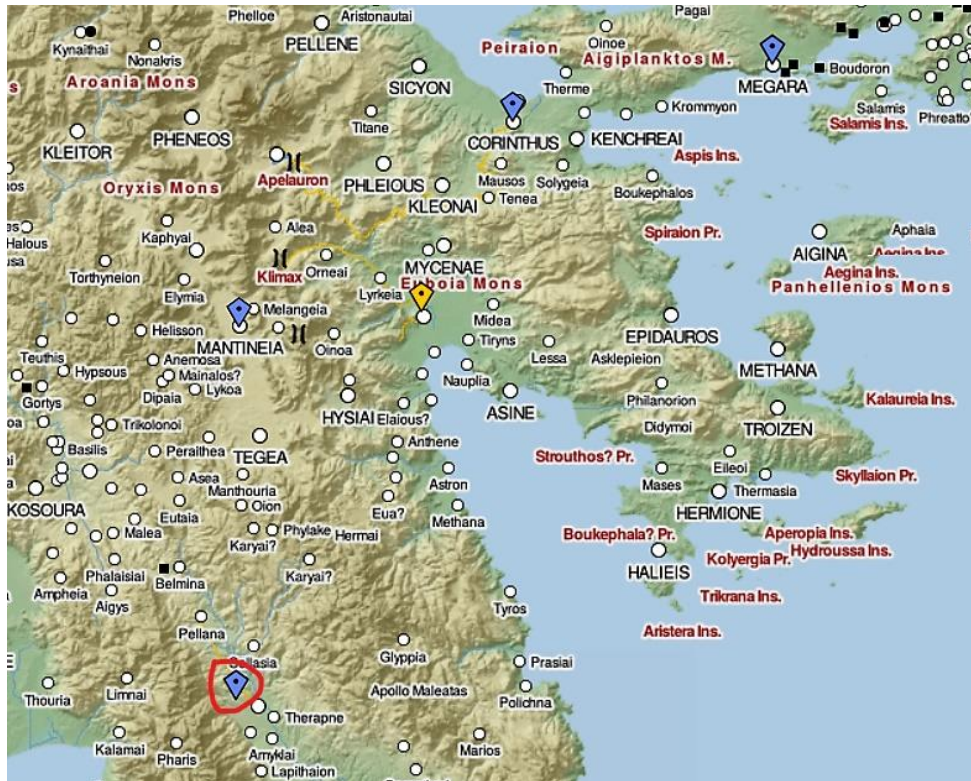 Phelloe
Aristonautai
Pagai
Kynaithai
Nonakris
PELLENE
Peiraion
Oinoe
Aigiplanktos M.
Aroania Mons
SICYON
Therme
MEGARA
Boudoron
Titane
Krommyon
Salamis
Phreatto
Salamis Ins.
PHENEOS
KLEITOR
CORINTHUS
KENCHREAI
Aspis Ins.
Oryxis Mons
Apelauron
PHLEIOUS
Mausos
Solygeia
Boukephalos
KLEONAI
Tenea
Kaphyai
Alea
Halous
Spiraion Pr.
AIGINA
Aphaia
Aegina Ins.
Aegina Ins.
Panhellenios Mons
Torthyneion
Klimax
Orneai
MYCENAE
Euboia Mons
Elymia
Lyrkeia
Melangeia
Midea
EPIDAUROS
Helisson
MANTINEIA
Oinoa
Tiryns
Lessa
Asklepieion
Teuthis
Anemosa
Hypsous
Mainalos?
METHANA
Dipaia
Lykoa
Nauplia
Gortys
HYSIAI
Elaious?
ASINE
Philanorion
Kalaureia Ins.
Trikolonoi
Didymoi
TROIZEN
Basilis
Peraithea
TEGEA
Anthene
Strouthos? Pr.
Eileoi
Skyllaion Pr.
Asea
Manthouria
Astron
Mases
Thermasia
KOSOURA
Eutaia
Oion
Eua?
Methana
HERMIONE
Malea
Karyai?
Phylake
Hermai
Boukephala? Pr.
Aperopia Ins.
Hydroussa Ins.
Phalaisiai
Belmina
Karyai?
HALIEIS
Kolyergia Pr.
Ampheia
Aigys
Tyros
Trikrana Ins.
Pellana
Aristera Ins.
Sellasia
Glyppia
Prasiai
Thouria
Limnai
Apollo Maleatas
Polichna
Therapne
Kalamai
Pharis
Amyklai
Marios
Lapithaion